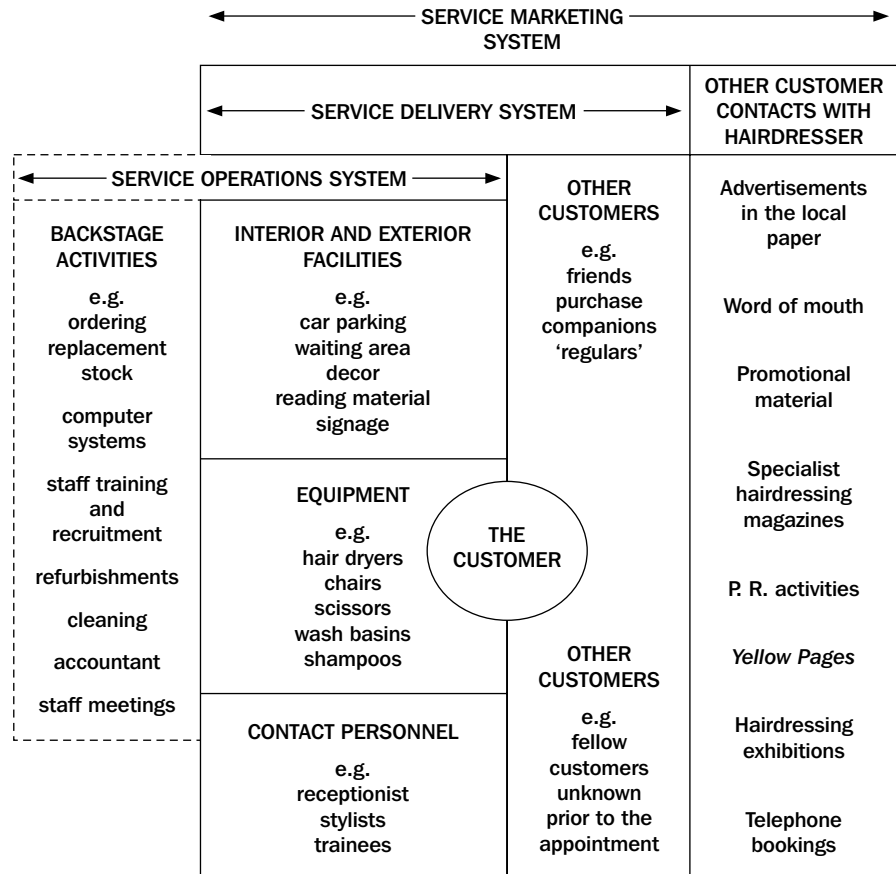 SERVICE MARKETING
SYSTEM
SERVICE DELIVERY SYSTEM
OTHER CUSTOMER
CONTACTS WITH
HAIRDRESSER
SERVICE OPERATIONS SYSTEM
BACKSTAGE
ACTIVITIES
e.g.
ordering
replacement
stock
computer
systems
staff training
and
recruitment
refurbishments
cleaning
accountant
staff meetings
INTERIOR AND EXTERIOR
FACILITIES
e.g.
car parking
waiting area
decor
reading material
signage
EQUIPMENT
e.g.
hair dryers
chairs
scissors
wash basins
shampoos
CONTACT PERSONNEL
e.g.
receptionist
stylists
trainees
THE
CUSTOMER
OTHER
CUSTOMERS
e.g.
friends
purchase
companions
‘regulars’
OTHER
CUSTOMERS
e.g.
fellow
customers
unknown
prior to the
appointment
Advertisements
in the local
paper
Word of mouth
Promotional
material
Specialist
hairdressing
magazines
P. R. activities
Yellow Pages
Hairdressing
exhibitions
Telephone
bookings